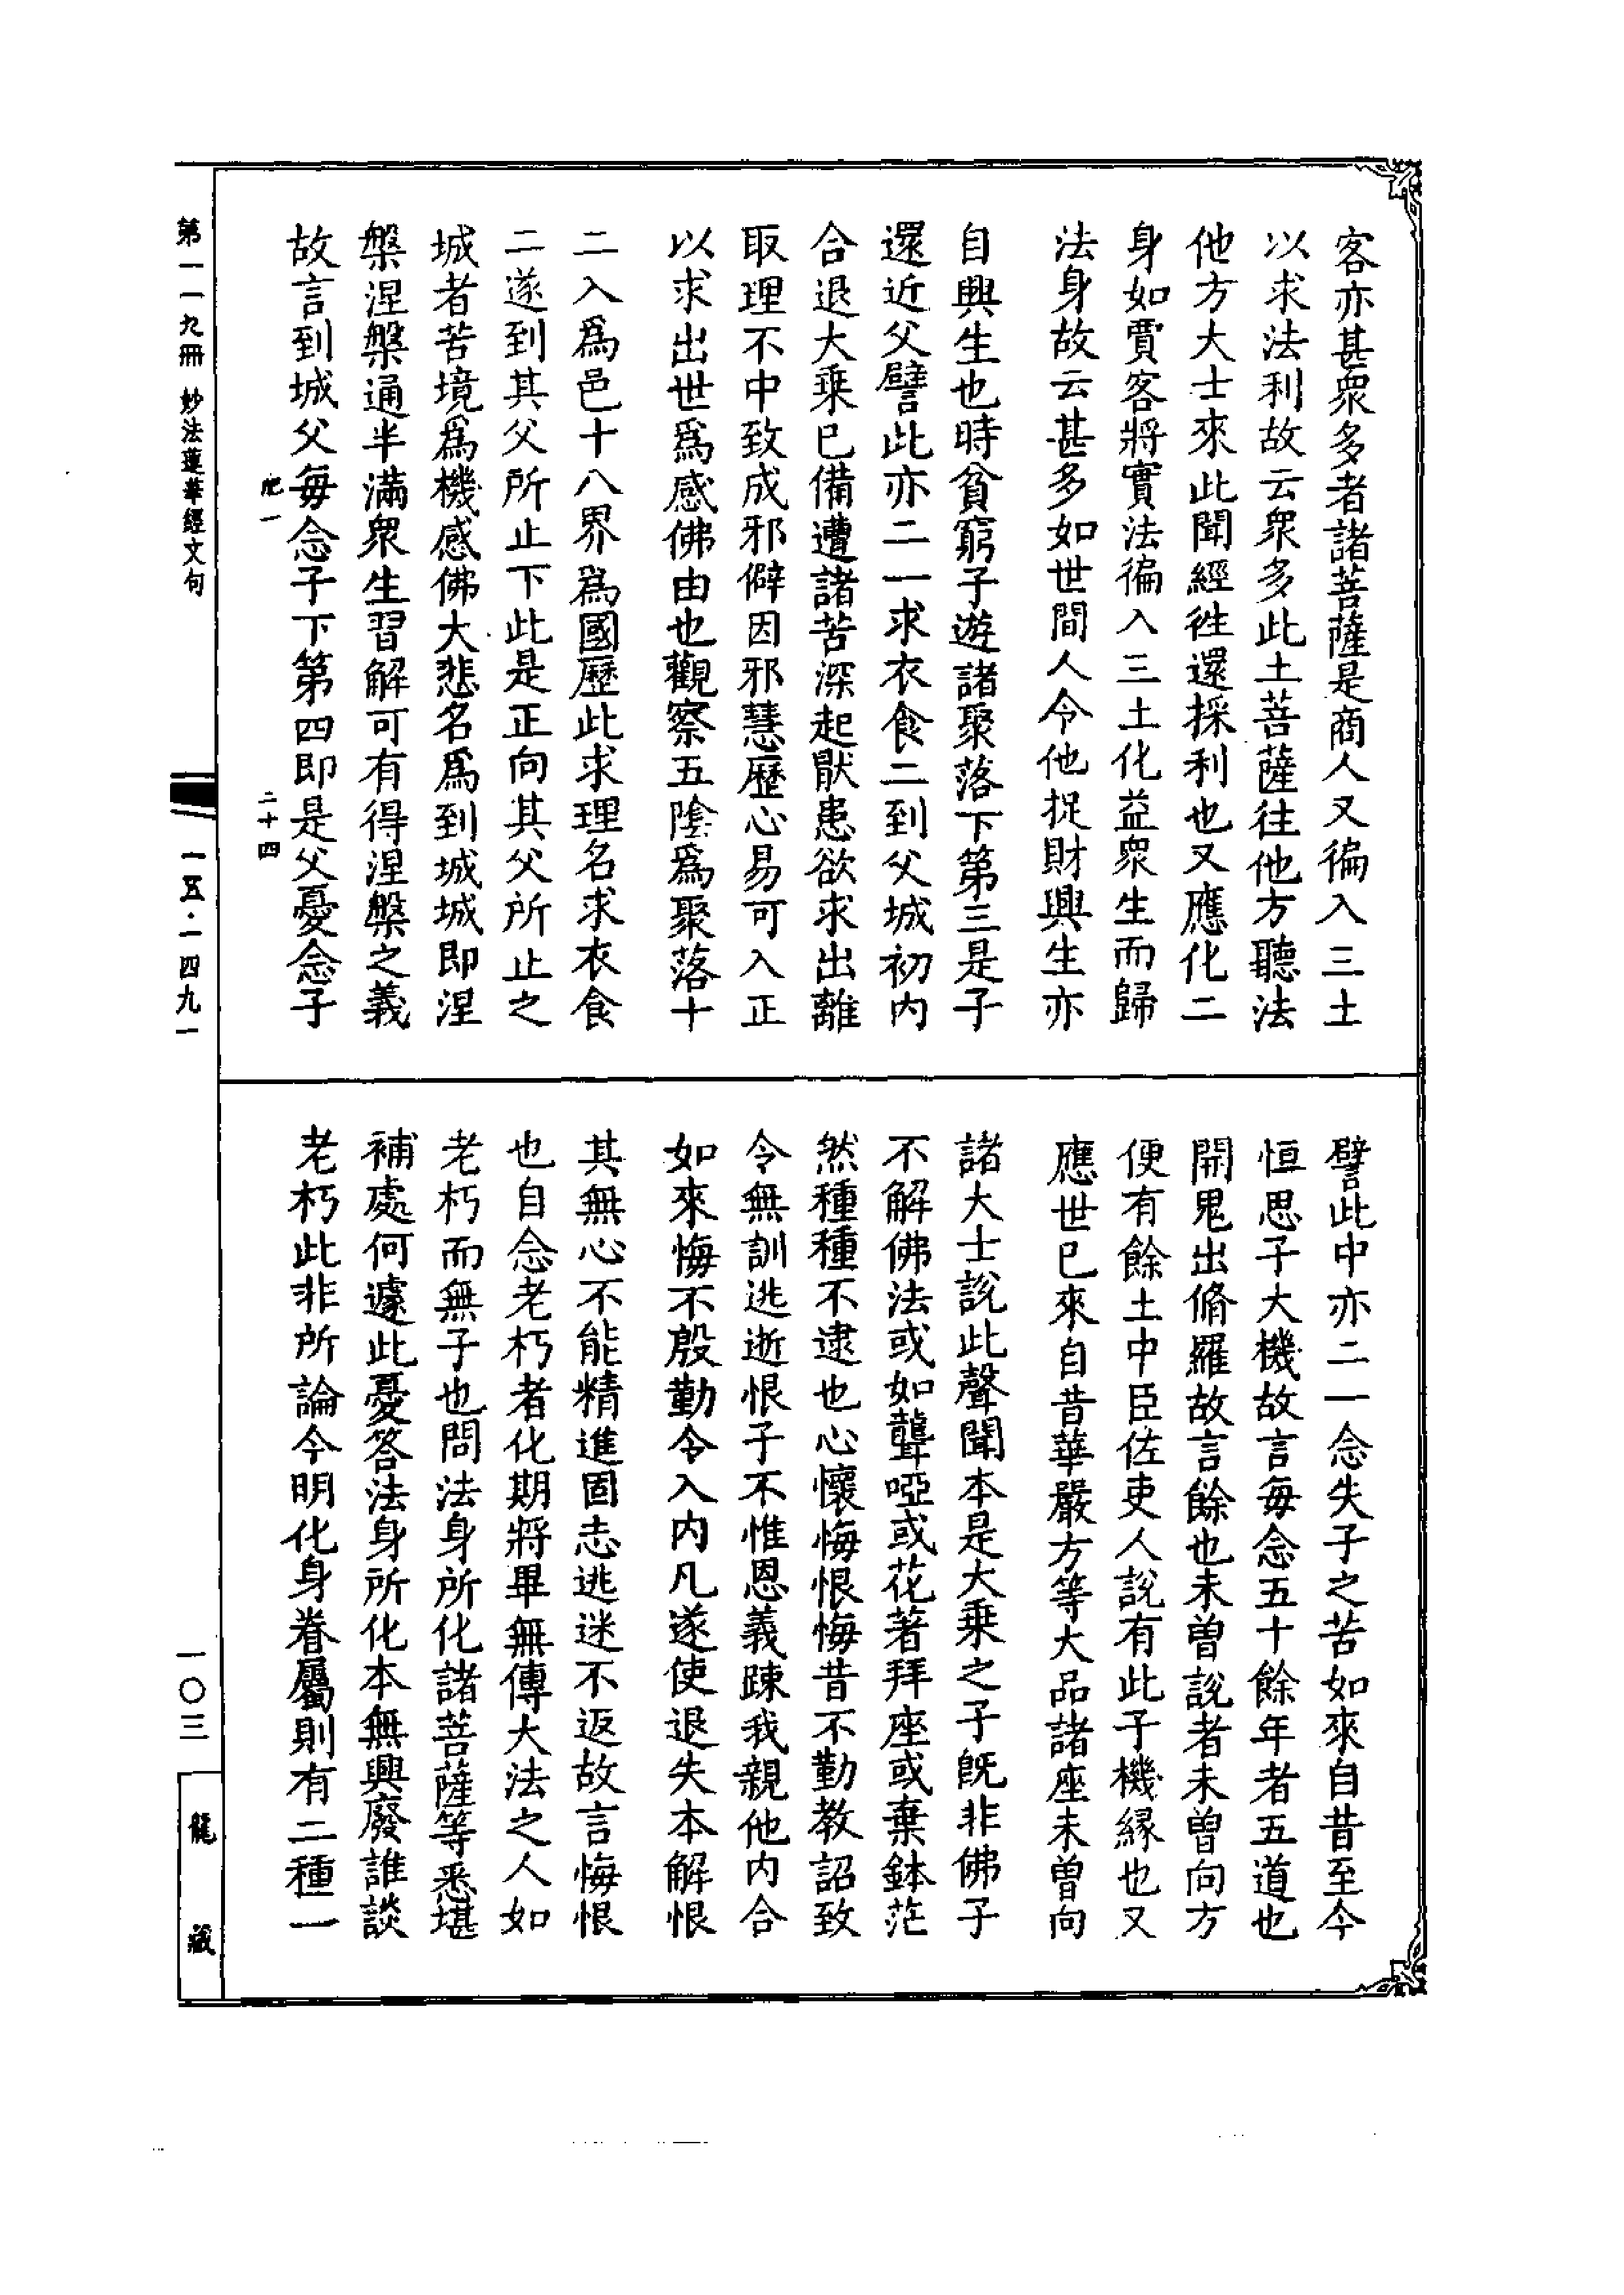 客亦甚衆多者諸菩薩是商人又徧入三土
以求法利故云衆多此土菩薩往他方聽法
他方大士來此聞經徃還採利也又應化二
身如賈客將實法徧入三土化益衆生而歸
法身故云甚多如世間人令他捉財興生亦
自興生也時貧窮子遊諸聚落下第三是子
還近父譬此亦二一求衣食二到父城初内
合退大乗已備遭諸苦深起猒患欲求出離
取理不中致成邪僻因邪慧歷心易可入正
以求出世爲感佛由也觀察五隂爲聚落十
二入爲邑十八界爲國歷此求理名求衣食
二遂到其父所止下此是正向其父所止之
城者苦境爲機感佛大悲名爲到城城即涅
槃涅槃通半滿衆生習解可有得涅槃之義
故言到城父毎念子下第四即是父憂念子
肥一
二十四
譬此中亦二一念失子之苦如來自昔至今
恒思子大機故言毎念五十餘年者五道也
開鬼出脩羅故言餘也未曽說者未曽向方
便有餘土中臣佐吏人說有此子機緣也又
應世已來自昔華嚴方等大品諸座未曽向
諸大士說此聲聞本是大乗之子旣非佛子
不解佛法或如聾啞或花著拜座或棄鉢茫
然種種不逮也心懷悔恨悔昔不勤教詔致
令無訓逃逝恨子不惟恩義踈我親他内合
如來悔不殷勤令入内凡遂使退失本解恨
其無心不能精進固志逃迷不返故言悔恨
也自念老朽者化期將畢無傳大法之人如
老朽而無子也問法身所化諸菩薩等悉堪
補處何遽此憂答法身所化本無興廢誰談
老朽此非所論今明化身眷屬則有二種一
第一一九冊 妙法蓮華經文句
一五·一四九一
一〇三
龍藏